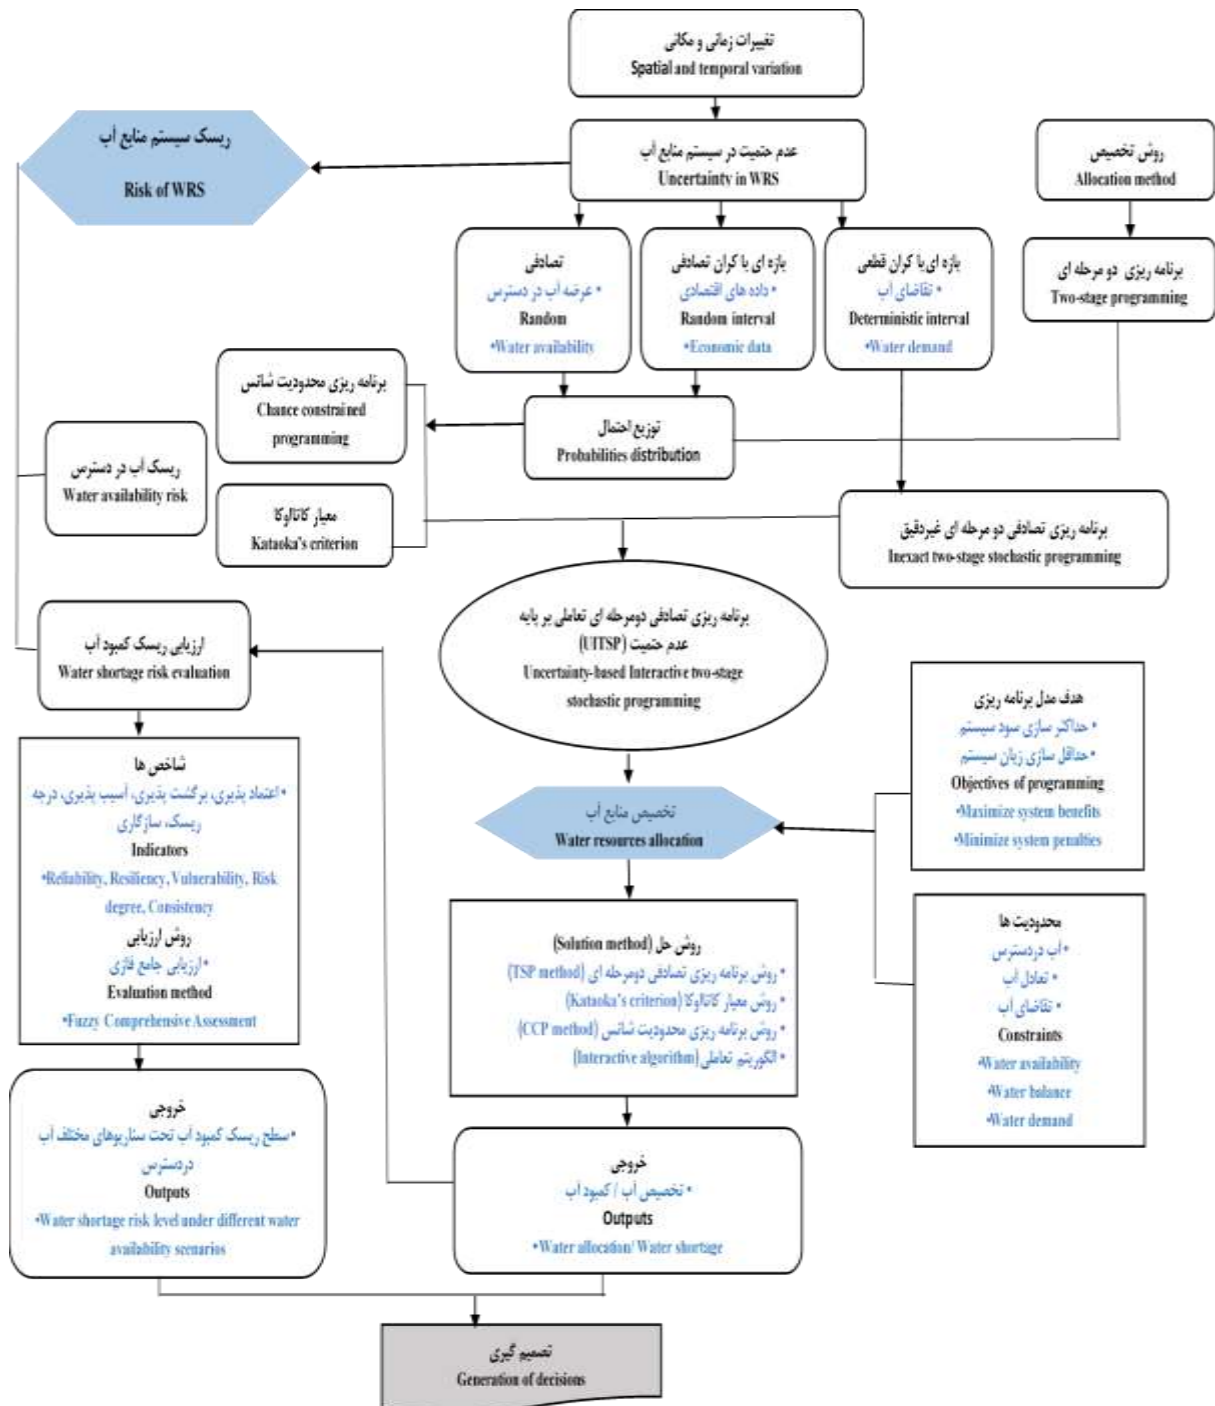 تغییرات زمانی و مکانی
Spatial and temporal variation
ریسک سیستم منابع آب
Risk of WRS
عدم حتمیت در سیستم منابع آب
Uncertainty in WRS
روش تخصیص
Allocation method
تصادفی
•عرضه آب در دسترس
Random
•Water availability
بازه ای با کران تصادفی
•داده های اقتصادی
Random interval
•Economic data
بازه ای با کران قطعی
•تقاضای آب
Deterministic interval
•Water demand
برنامه ریزی دو مرحله ای
Two-stage programming
برنامه ریزی محدودیت شانس
Chance constrained
programming
توزیع احتمال
Probabilities distribution
ریسک آب در دسترس
Water availability risk
معیار کاتااوکا
Kataoka's criterion
برنامه ریزی تصادفی دو مرحله ای غیردقیق
Inexact two-stage stochastic programming
برنامه ریزی تصادفی دومرحله ای تعاملی بر پایه
عدم حتمیت (UITSP)
Uncertainty-based Interactive two-stage
stochastic programming
ارزیابی ریسک کمبود آب
Water shortage risk evaluation
هدف مدل برنامه ریزی
•حداکثر سازی سود سیستم
•حداقل سازی زیان سیستم
Objectives of programming
•Maximize system benefits
•Minimize system penalties
شاخص ها
•اعتماد پذیری، برگشت پذیری، آسیب پذیری، درجه
ریسک، سازگاری
Indicators
•Reliability, Resiliency, Vulnerability, Risk
degree, Consistency
روش ارزیابی
•ارزیابی جامع فازی
Evaluation method
•Fuzzy Comprehensive Assessment
تخصیص منابع آب
Water resources allocation
محدودیت ها
•آب دردسترس
•تعادل آب
•تقاضای آب
Constraints
•Water availability
•Water balance
•Water demand
روش حل (Solution method)
•روش برنامه ریزی تصادفی دومرحله ای (TSP method)
•روش معیار کاتااوکا (Kataoka's criterion)
•روش برنامه ریزی محدودیت شانس (CCP method)
•الگوریتم تعاملی (Interactive algorithm)
خروجی
•سطح ریسک کمبود آب تحت سناریوهای مختلف آب
دردسترس
Outputs
•Water shortage risk level under different water
availability scenarios
خروجی
•تخصیص آب / کمبود آب
Outputs
•Water allocation/ Water shortage
تصمیم گیری
Generation of decisions